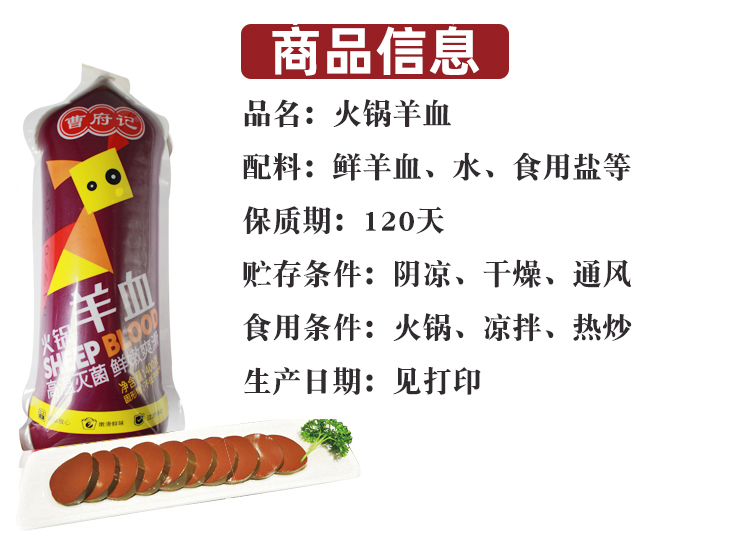 商品信息
品名：火锅羊血
配料：鲜羊血、水、食用盐等
保质期：120天
贮存条件：阴凉、干燥、通风
食用条件：火锅、凉拌、热炒
生产日期：见打印
曹府记
火锅羊血
SHEEP BLOOD
灭菌 鲜嫩爽